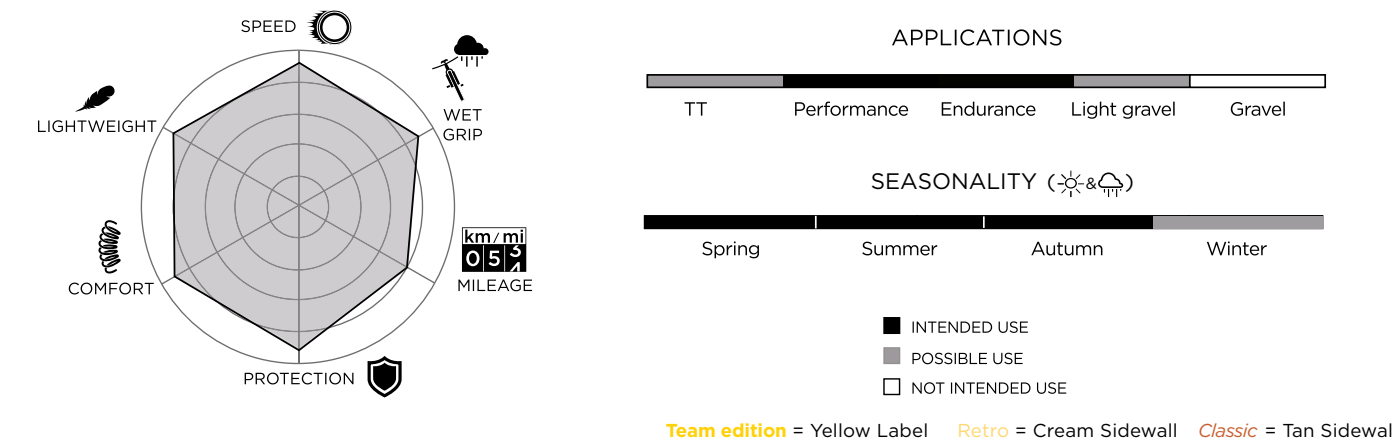 SPEED
WET
GRIP
LIGHTWEIGHT
km/mi
0 5
MILEAGE
COMFORT
PROTECTION
APPLICATIONS
TT Performance Endurance Light gravel Gravel
SEASONALITY (&)
Spring Summer Autumn Winter
INTENDED USE
POSSIBLE USE
NOT INTENDED USE
Team edition = Yellow Label Retro = Cream Sidewall Classic = Tan Sidewal